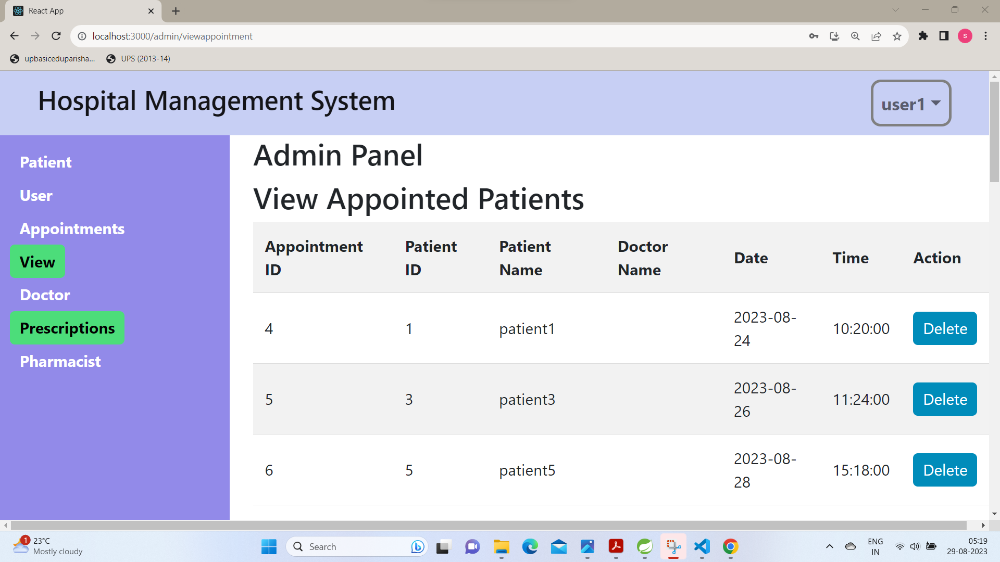 React App
localhost:3000/admin/viewappointment
S
upbasiceduparisha...
UPS (2013-14)
Hospital Management System
user1
Patient
User
Appointments
View
Doctor
Prescriptions
Pharmacist
Admin Panel
View Appointed Patients
Appointment ID Patient ID Patient Name Doctor Name Date Time Action
4 1 patient1 2023-08-24 10:20:00 Delete
5 3 patient3 2023-08-26 11:24:00 Delete
6 5 patient5 2023-08-28 15:18:00 Delete
1
23°C
Mostly cloudy
Search
ENG
IN
05:19
29-08-2023